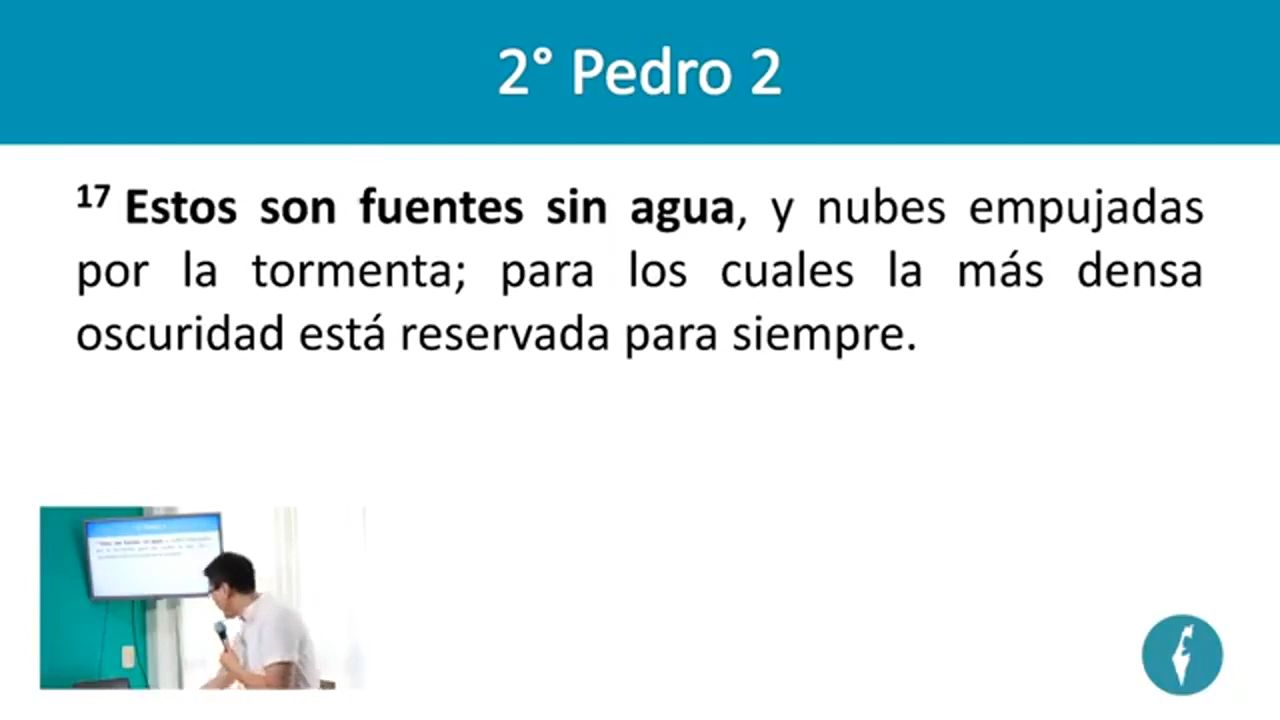 2° Pedro 2
17 Estos son fuentes sin agua, y nubes empujadas
por la tormenta; para los cuales la más densa
oscuridad está reservada para siempre.